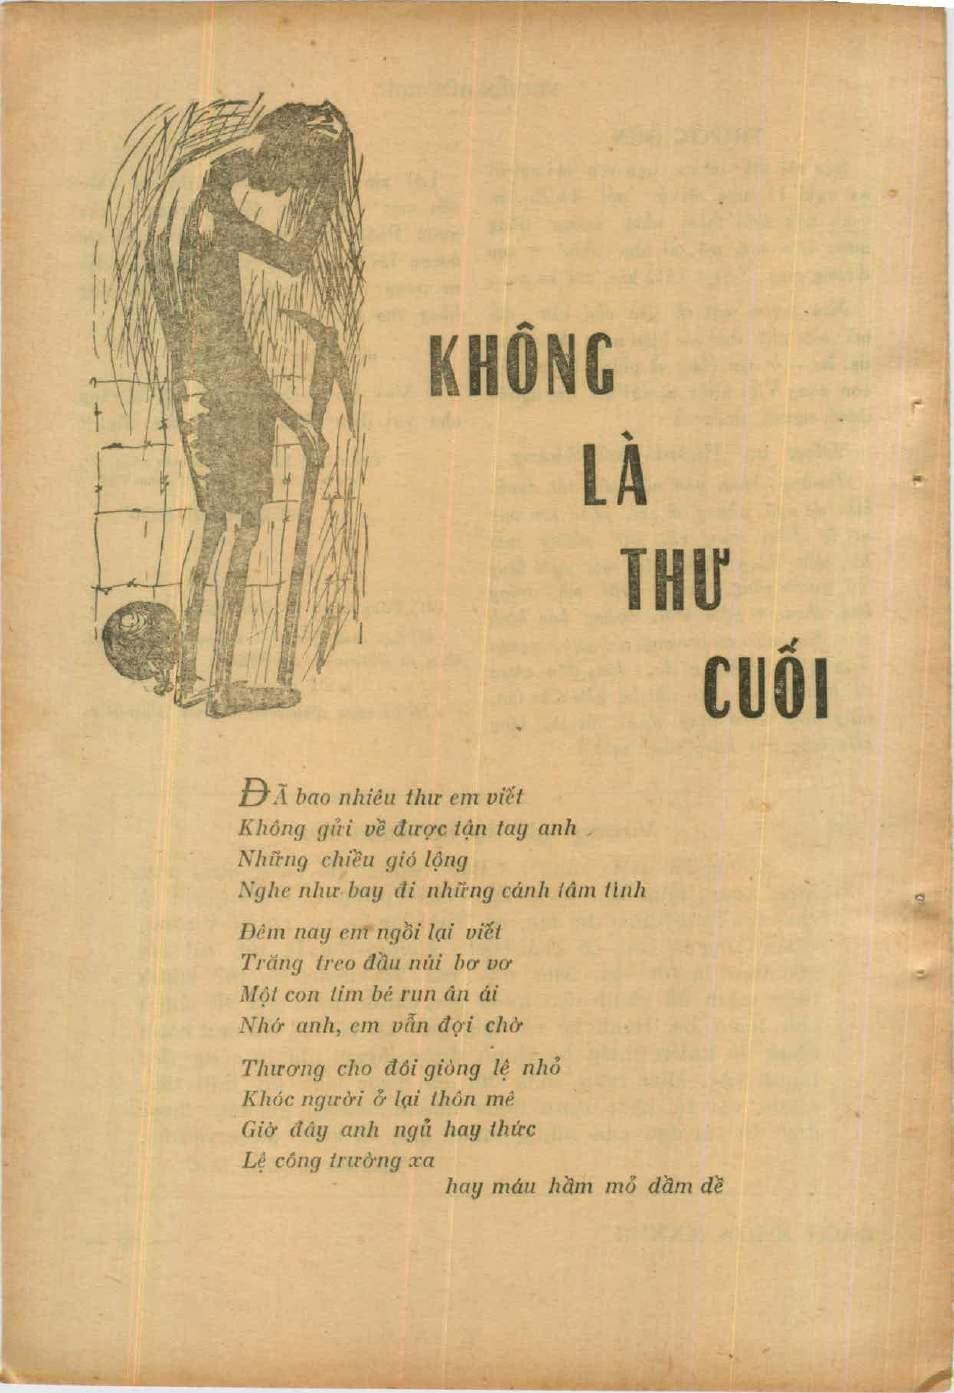 KHÔNG
LÀ
THƯ
CUỐI
ĐÃ bao nhiêu thư em viết
Không gửi về được tận tay anh
Những chiều gió lộng
Nghe như bay đi những cánh tâm tình
Đêm nay em ngồi lại viết
Trăng treo đầu núi bơ vơ
Một con tim bé run ân ái
Nhớ anh, em vẫn đợi chờ
Thương cho đôi giòng lệ nhỏ
Khóc người ở lại thôn mê
Giờ đây anh ngủ hay thức
Lệ công trường xa
hay máu hầm mỏ dầm dề